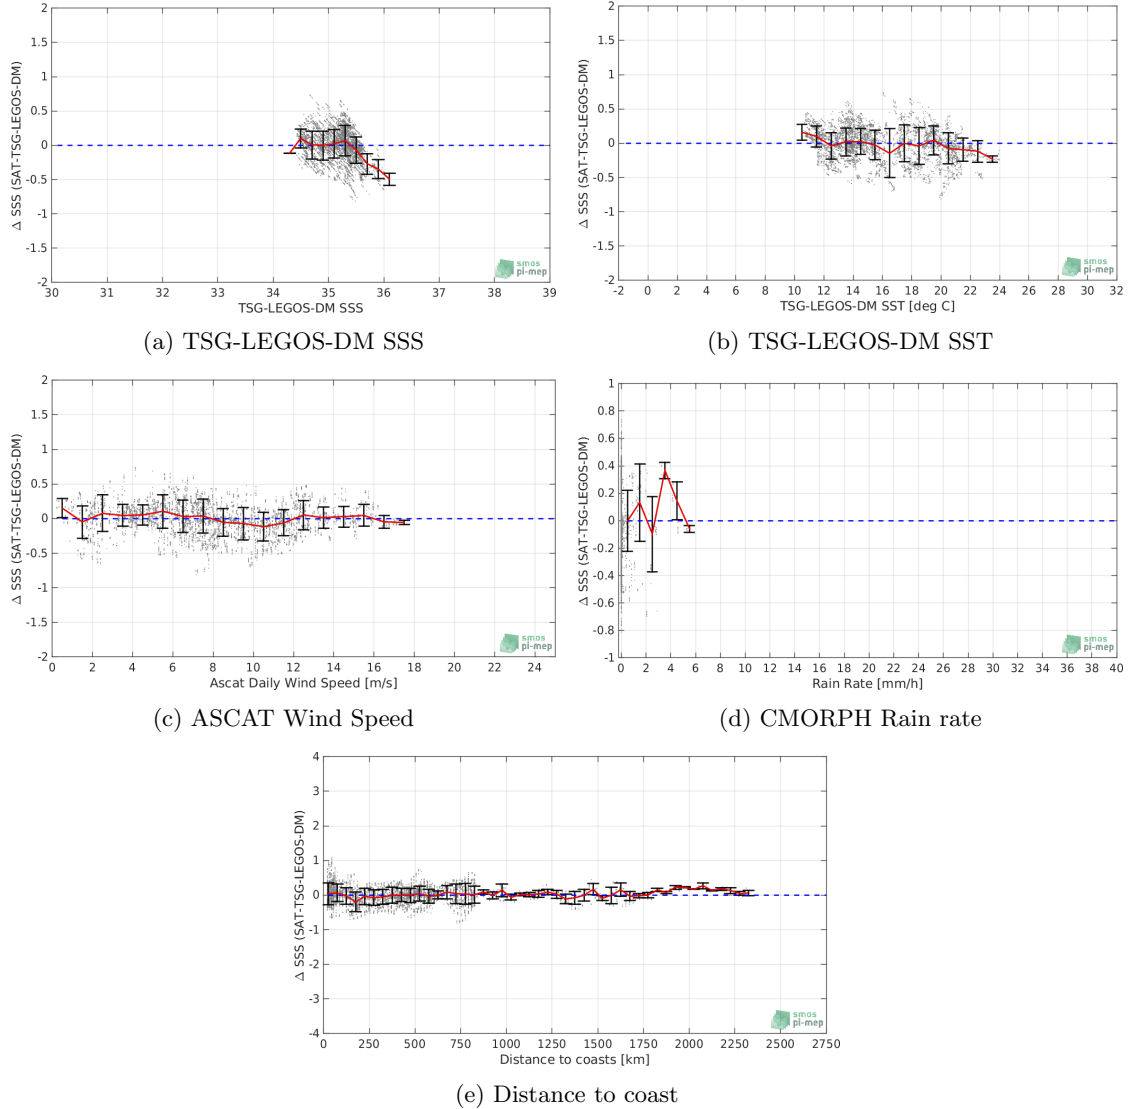 2
1.5
1
0.5
0
-0.5
-1
-1.5
-2
Δ SSS (SAT-TSG-LEGOS-DM)
30 31 32 33 34 35 36 37 38 39
TSG-LEGOS-DM SSS
smos
pi-mep
(a) TSG-LEGOS-DM SSS
2
1.5
1
0.5
0
-0.5
-1
-1.5
-2
Δ SSS (SAT-TSG-LEGOS-DM)
-2 0 2 4 6 8 10 12 14 16 18 20 22 24 26 28 30 32
TSG-LEGOS-DM SST [deg C]
smos
pi-mep
(b) TSG-LEGOS-DM SST
2
1.5
1
0.5
0
-0.5
-1
-1.5
-2
Δ SSS (SAT-TSG-LEGOS-DM)
0 2 4 6 8 10 12 14 16 18 20 22 24
Ascat Daily Wind Speed [m/s]
smos
pi-mep
(c) ASCAT Wind Speed
1
0.8
0.6
0.4
0.2
0
-0.2
-0.4
-0.6
-0.8
-1
Δ SSS (SAT-TSG-LEGOS-DM)
0 2 4 6 8 10 12 14 16 18 20 22 24 26 28 30 32 34 36 38 40
Rain Rate [mm/h]
smos
pi-mep
(d) CMORPH Rain rate
4
3
2
1
0
-1
-2
-3
-4
Δ SSS (SAT-TSG-LEGOS-DM)
0 250 500 750 1000 1250 1500 1750 2000 2250 2500 2750
Distance to coasts [km]
smos
pi-mep
(e) Distance to coast